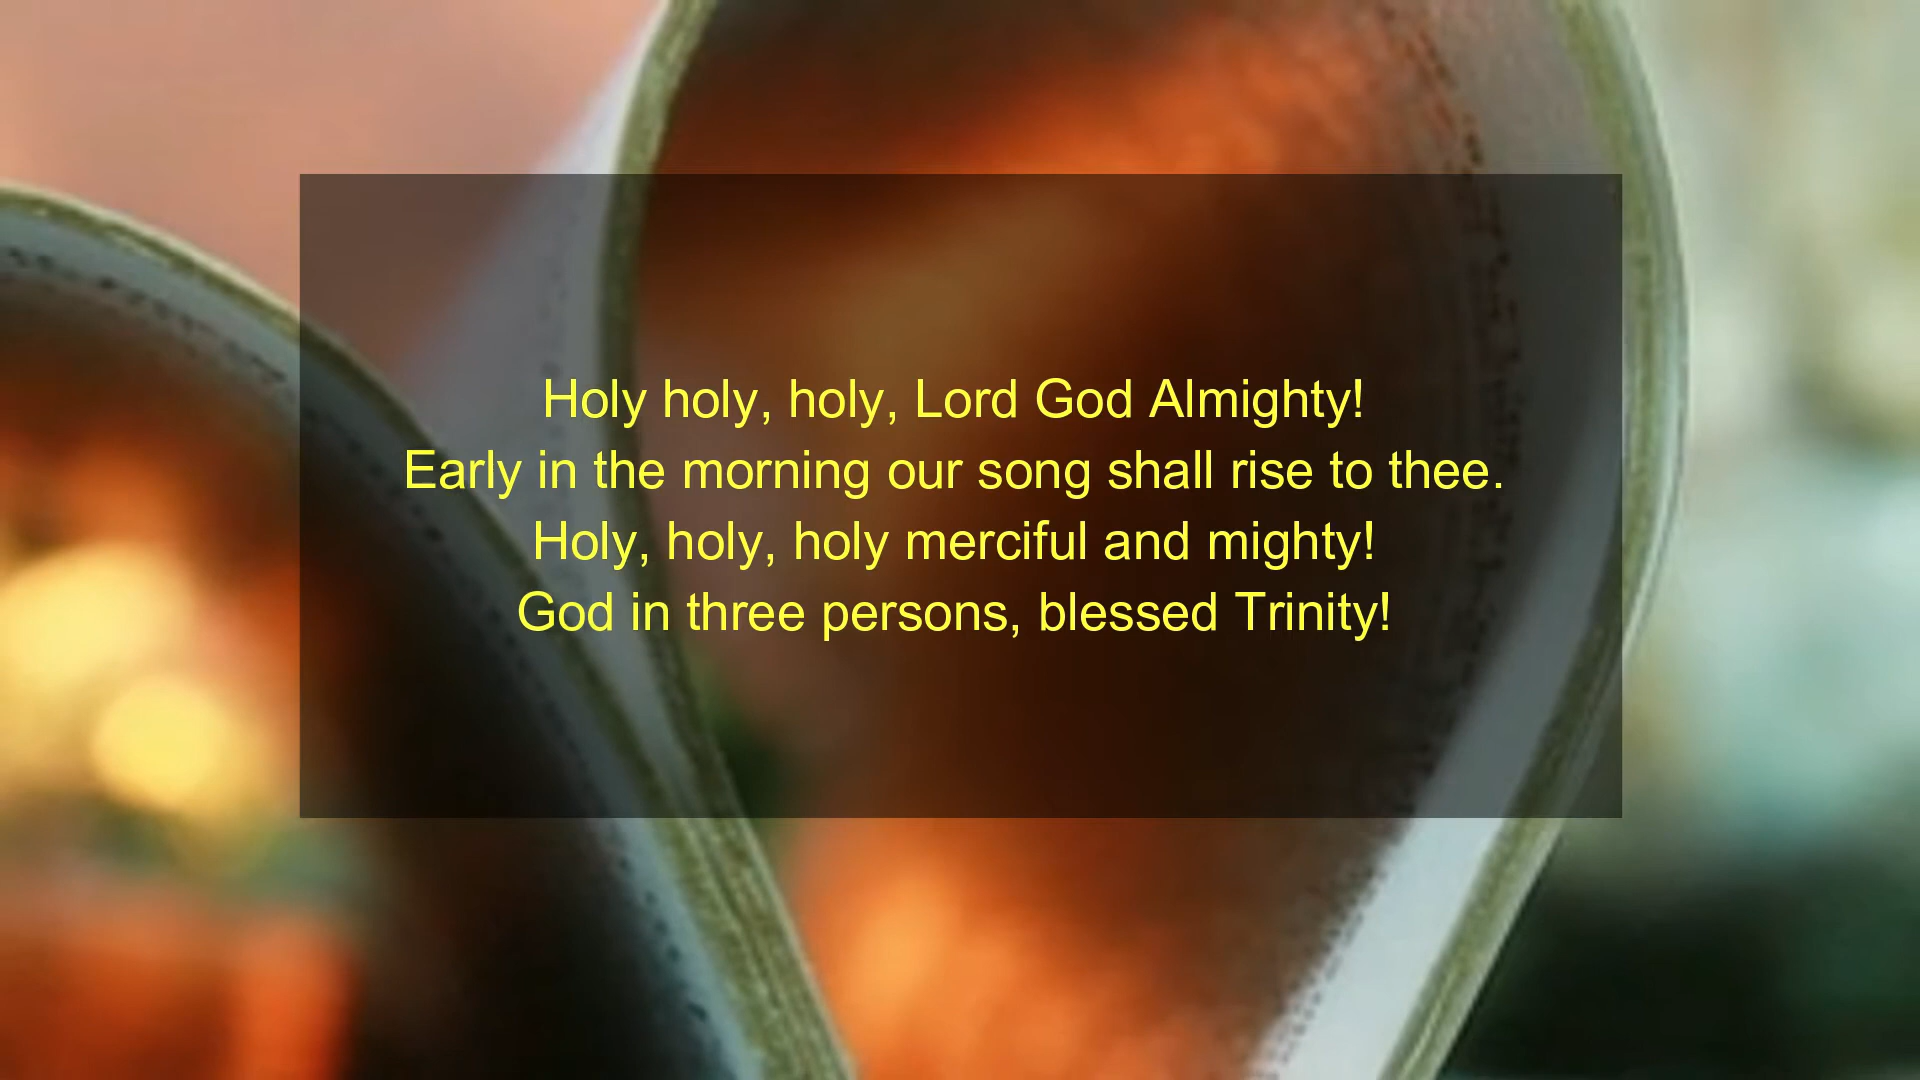 Holy holy, holy, Lord God Almighty!
Early in the morning our song shall rise to thee.
Holy, holy, holy merciful and mighty!
God in three persons, blessed Trinity!